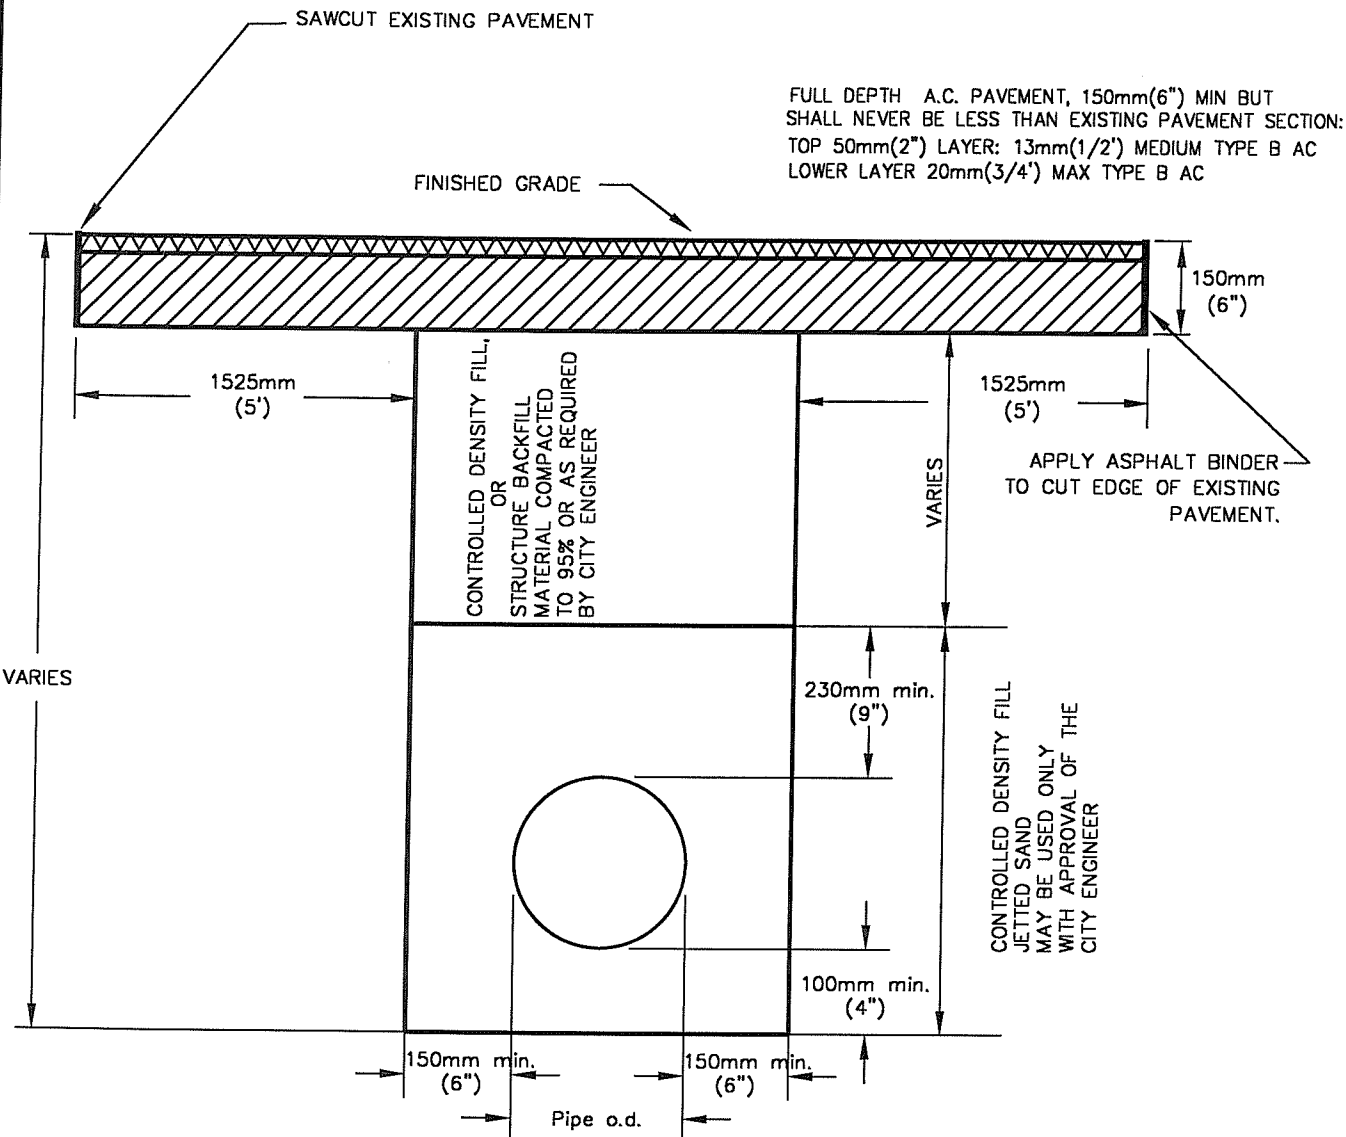 SAWCUT EXISTING PAVEMENT
FULL DEPTH A.C. PAVEMENT, 150mm(6") MIN BUT
SHALL NEVER BE LESS THAN EXISTING PAVEMENT SECTION:
TOP 50mm(2") LAYER: 13mm(1/2') MEDIUM TYPE B AC
LOWER LAYER 20mm(3/4') MAX TYPE B AC
FINISHED GRADE
150mm
(6")
1525mm
(5')
CONTROLLED DENSITY FILL,
OR
STRUCTURE BACKFILL
MATERIAL COMPACTED
TO 95% OR AS REQUIRED
BY CITY ENGINEER
1525mm
(5')
VARIES
APPLY ASPHALT BINDER
TO CUT EDGE OF EXISTING
PAVEMENT.
VARIES
230mm min.
(9")
CONTROLLED DENSITY FILL
JETTED SAND
MAY BE USED ONLY
WITH APPROVAL OF THE
CITY ENGINEER
100mm min.
(4")
150mm min.
(6")
150mm min.
(6")
Pipe o.d.